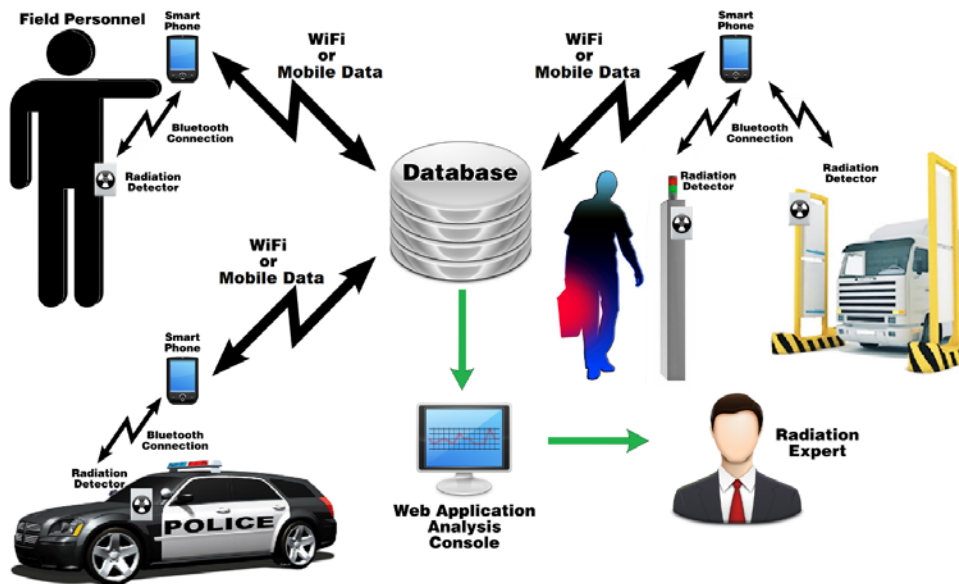 Field Personnel
Smart
Phone
WiFi
or
Mobile Data
Bluetooth
Connection
Radiation
Detector
WiFi
or
Mobile Data
Smart
Phone
Bluetooth
Connection
Radiation
Detector
Radiation
Detector
Database
WiFi
or
Mobile Data
Smart
Phone
Bluetooth
Connection
Radiation
Detector
POLICE
Web Application
Analysis
Console
Radiation
Expert